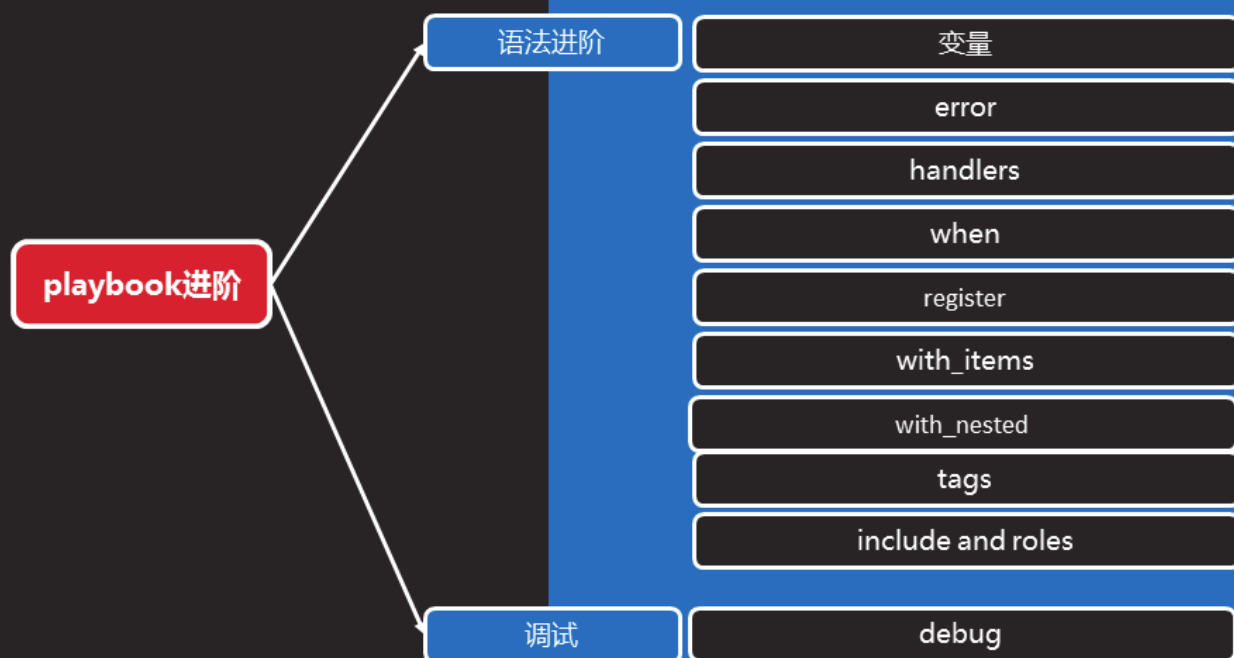 语法进阶
变量
error
handlers
when
register
with_items
with_nested
tags
include and roles
playbook进阶
调试
debug